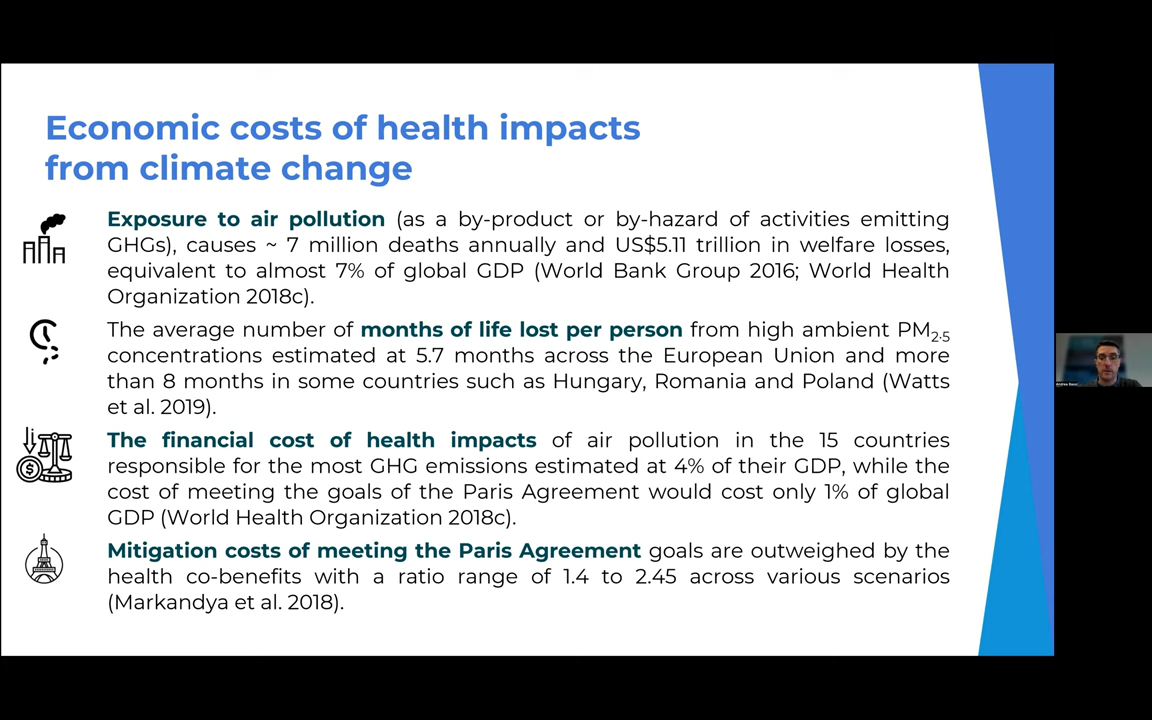 Economic costs of health impacts
from climate change
Exposure to air pollution (as a by-product or by-hazard of activities emitting
GHGs), causes ~ 7 million deaths annually and US$5.11 trillion in welfare losses,
equivalent to almost 7% of global GDP (World Bank Group 2016; World Health
Organization 2018c).
The average number of months of life lost per person from high ambient PM2.5
concentrations estimated at 5.7 months across the European Union and more
than 8 months in some countries such as Hungary, Romania and Poland (Watts
et al. 2019).
The financial cost of health impacts of air pollution in the 15 countries
responsible for the most GHG emissions estimated at 4% of their GDP, while the
cost of meeting the goals of the Paris Agreement would cost only 1% of global
GDP (World Health Organization 2018c).
Mitigation costs of meeting the Paris Agreement goals are outweighed by the
health co-benefits with a ratio range of 1.4 to 2.45 across various scenarios
(Markandya et al. 2018).